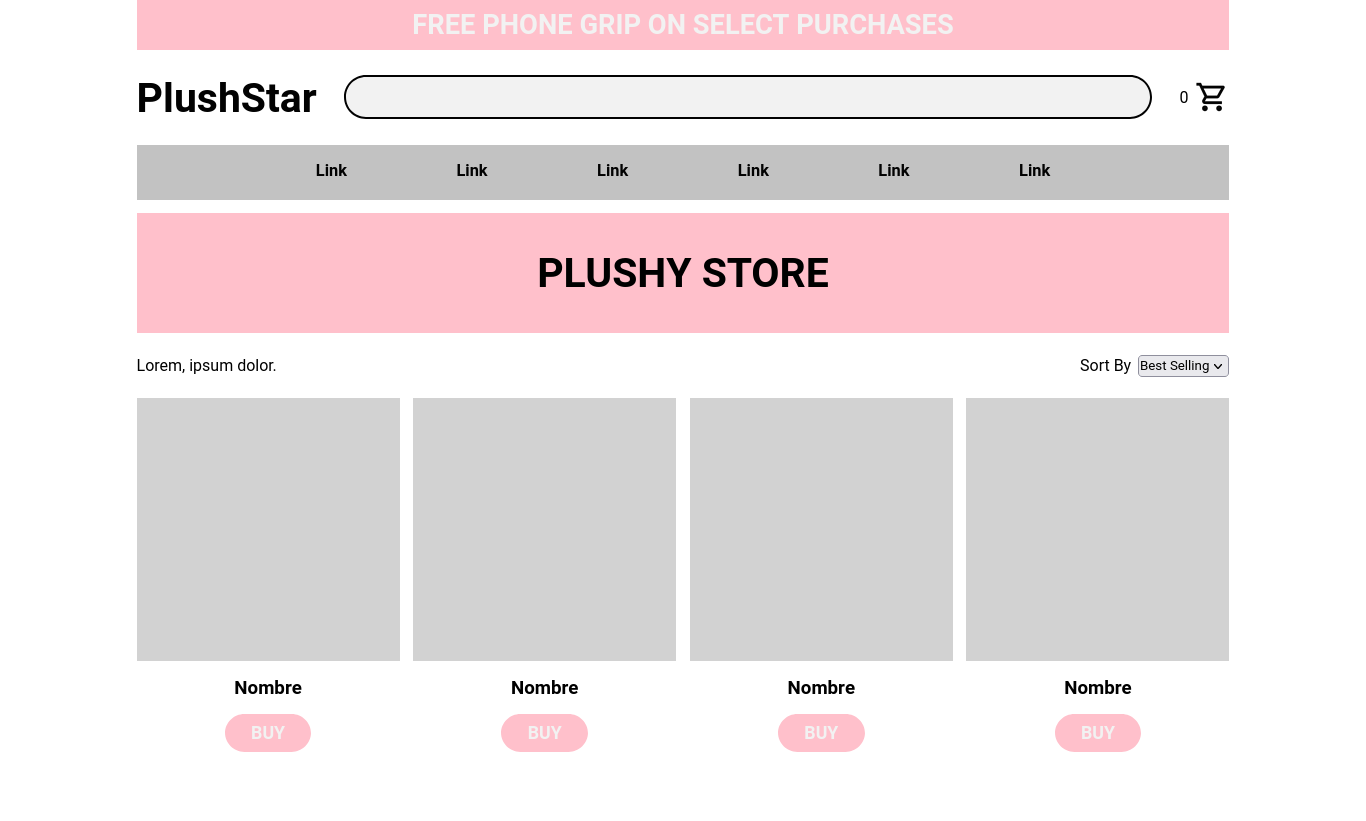 FREE PHONE GRIP ON SELECT PURCHASES
PlushStar 0
Link Link Link Link Link Link
PLUSHY STORE
Lorem, ipsum dolor. Sort By Best Selling
Nombre Nombre Nombre Nombre
BUY BUY BUY BUY